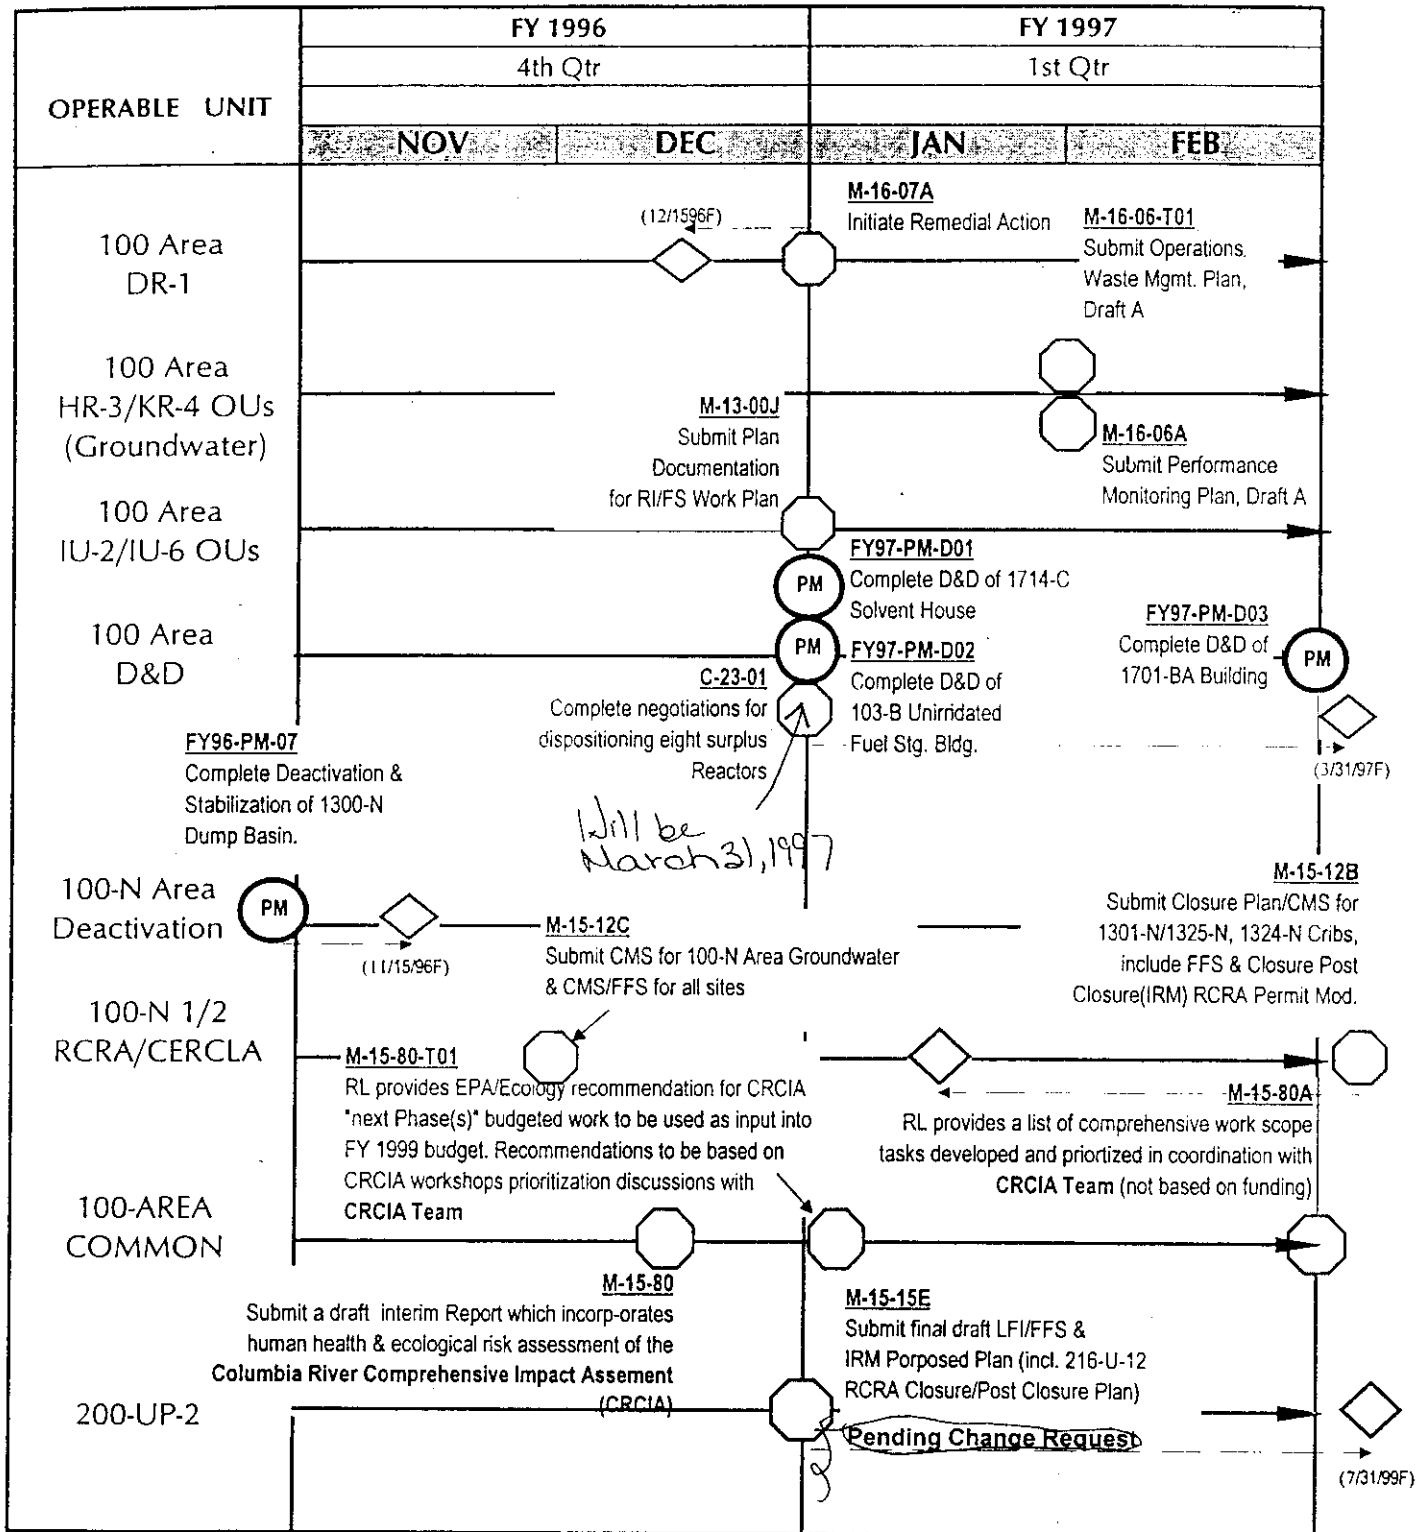 OPERABLE UNIT
FY 1996
FY 1997
4th Qtr
1st Qtr
NOV
DEC
JAN
FEB
100 Area
DR-1
(12/1596F)
M-16-07A
Initiate Remedial Action
M-16-06-T01
Submit Operations.
Waste Mgmt. Plan,
Draft A
100 Area
HR-3/KR-4 OUs
(Groundwater)
M-13-00J
Submit Plan
Documentation
for RI/FS Work Plan
M-16-06A
Submit Performance
Monitoring Plan, Draft A
100 Area
IU-2/IU-6 OUs
PM
FY97-PM-D01
Complete D&D of 1714-C
Solvent House
100 Area
D&D
PM
FY97-PM-D02
Complete D&D of
103-B Unirridated
Fuel Stg. Bldg.
FY97-PM-D03
Complete D&D of
1701-BA Building
PM
(3/31/97F)
C-23-01
Complete negotiations for
dispositioning eight surplus
Reactors
Will be
March 31, 1997
FY96-PM-07
Complete Deactivation &
Stabilization of 1300-N
Dump Basin.
100-N Area
Deactivation
PM
(11/15/96F)
M-15-12C
Submit CMS for 100-N Area Groundwater
& CMS/FFS for all sites
M-15-12B
Submit Closure Plan/CMS for
1301-N/1325-N, 1324-N Cribs,
include FFS & Closure Post
Closure(IRM) RCRA Permit Mod.
100-N 1/2
RCRA/CERCLA
M-15-80-T01
RL provides EPA/Ecology recommendation for CRCIA
"next Phase(s)" budgeted work to be used as input into
FY 1999 budget. Recommendations to be based on
CRCIA workshops prioritization discussions with
CRCIA Team
M-15-80A
RL provides a list of comprehensive work scope
tasks developed and priortized in coordination with
CRCIA Team (not based on funding)
100-AREA
COMMON
M-15-80
Submit a draft interim Report which incorp-orates
human health & ecological risk assessment of the
Columbia River Comprehensive Impact Assement
(CRCIA)
M-15-15E
Submit final draft LFI/FFS &
IRM Porposed Plan (incl. 216-U-12
RCRA Closure/Post Closure Plan)
200-UP-2
Pending Change Request
(7/31/99F)